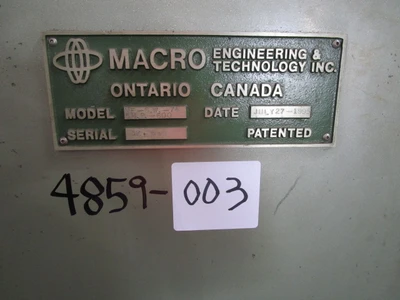 MACRO ENGINEERING & TECHNOLOGY INC.
ONTARIO CANADA
MODEL DATE
SERIAL PATENTED
4859-003